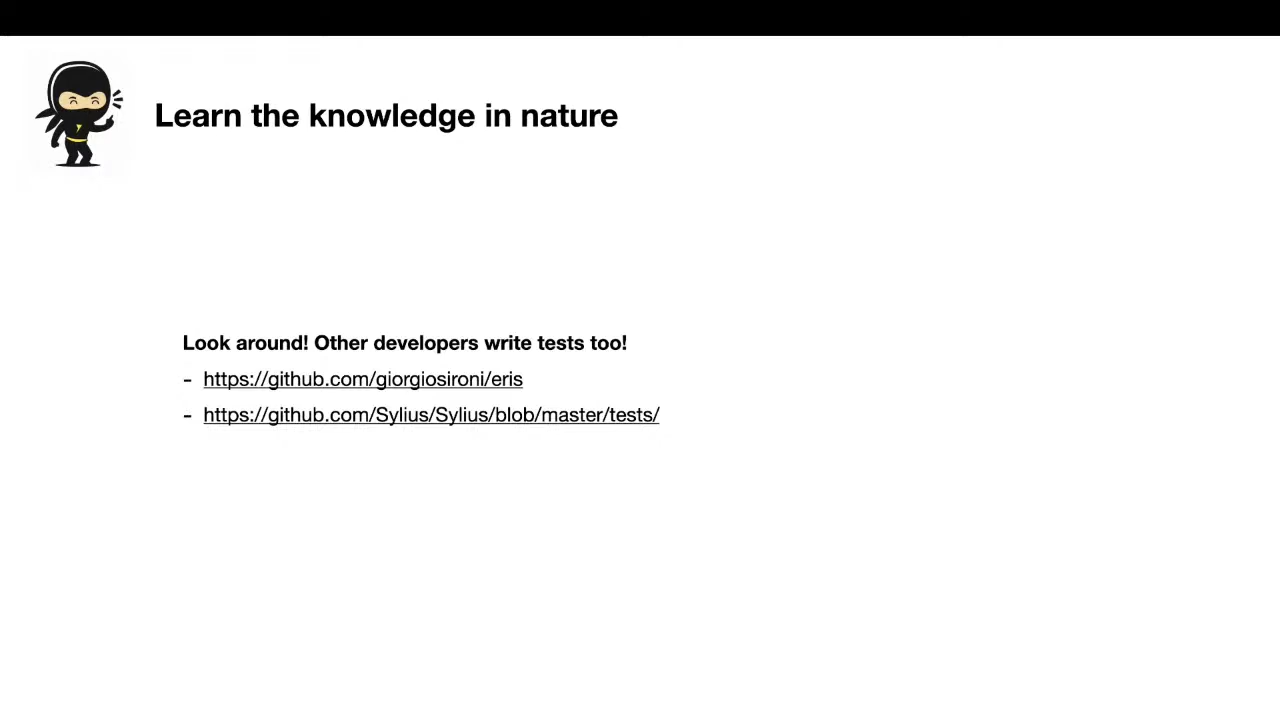 Learn the knowledge in nature
Look around! Other developers write tests too!
- https://github.com/giorgiosironi/eris
- https://github.com/Sylius/Sylius/blob/master/tests/